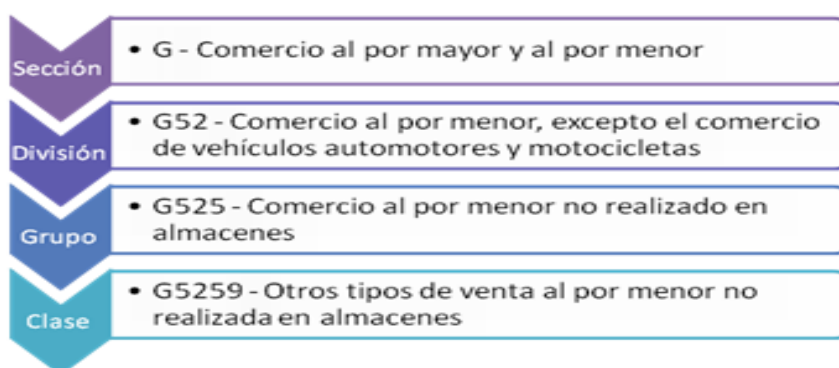 Sección
• G - Comercio al por mayor y al por menor
División
• G52 - Comercio al por menor, excepto el comercio
de vehículos automotores y motocicletas
Grupo
• G525 - Comercio al por menor no realizado en
almacenes
Clase
• G5259 - Otros tipos de venta al por menor no
realizada en almacenes